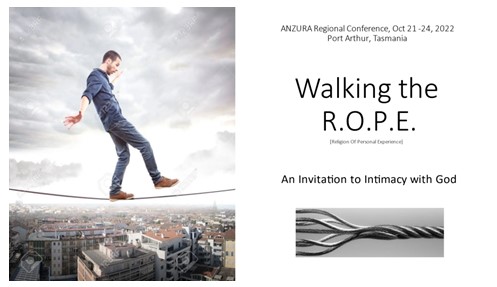 ANZURA Regional Conference, Oct 21 -24, 2022
Port Arthur, Tasmania
Walking the
R.O.P.E.
(Religion Of Personal Experience)
An Invitation to Intimacy with God